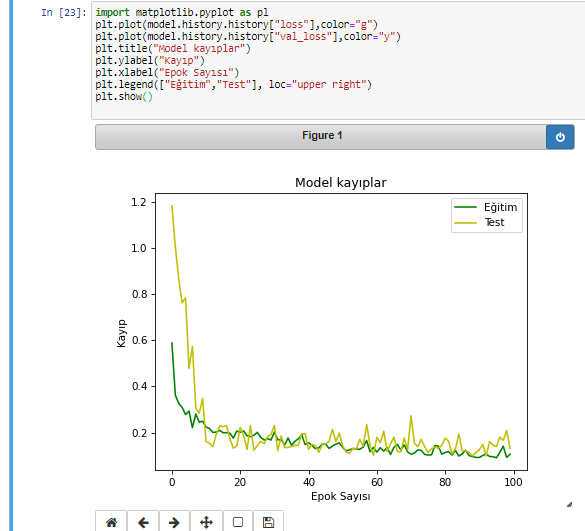 In [23]: import matplotlib.pyplot as pl
plt.plot(model.history.history["loss"],color="g")
plt.plot(model.history.history["val_loss"],color="y")
plt.title("Model kayıplar")
plt.ylabel("Kayıp")
plt.xlabel("Epok Sayısı")
plt.legend(["Eğitim","Test"], loc="upper right")
plt.show()
Figure 1
Model kayıplar
1.2
1.0
0.8
0.6
0.4
0.2
Kayıp
Eğitim
Test
0 20 40 60 80 100
Epok Sayısı